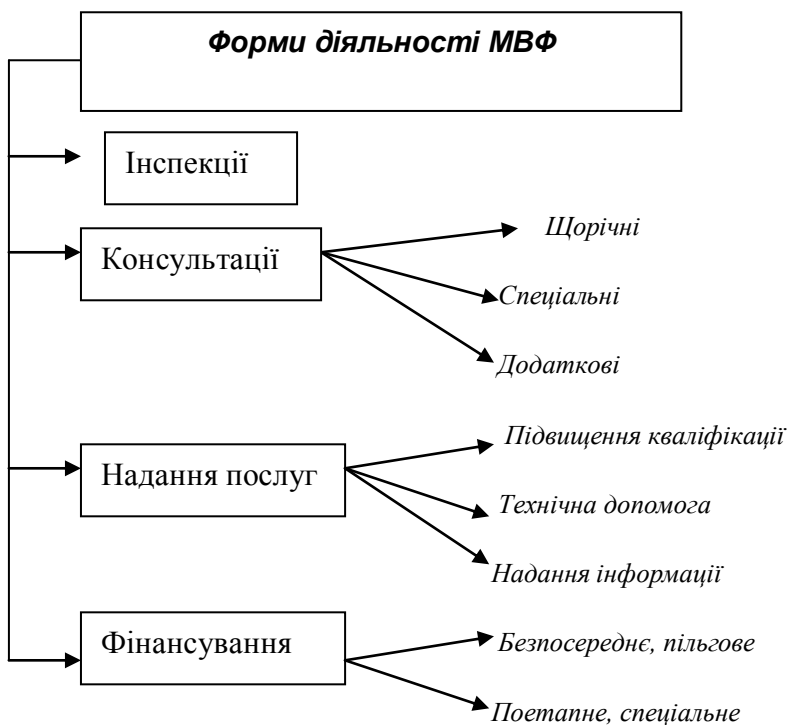 Форми діяльності МВФ
Інспекції
Консультації
Щорічні
Спеціальні
Додаткові
Надання послуг
Підвищення кваліфікації
Технічна допомога
Надання інформації
Фінансування
Безпосереднє, пільгове
Поетапне, спеціальне